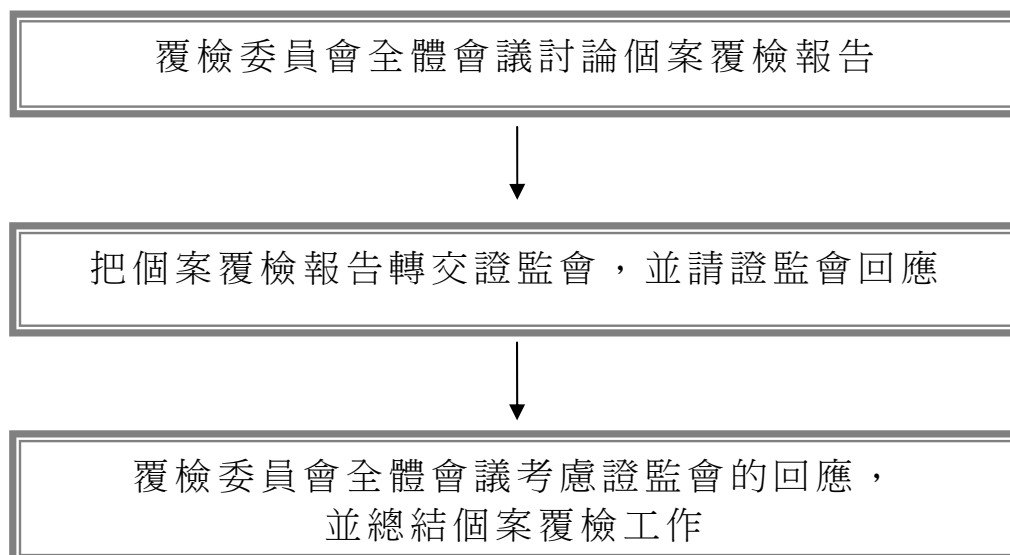 覆檢委員會全體會議討論個案覆檢報告
把個案覆檢報告轉交證監會，並請證監會回應
覆檢委員會全體會議考慮證監會的回應，
並總結個案覆檢工作